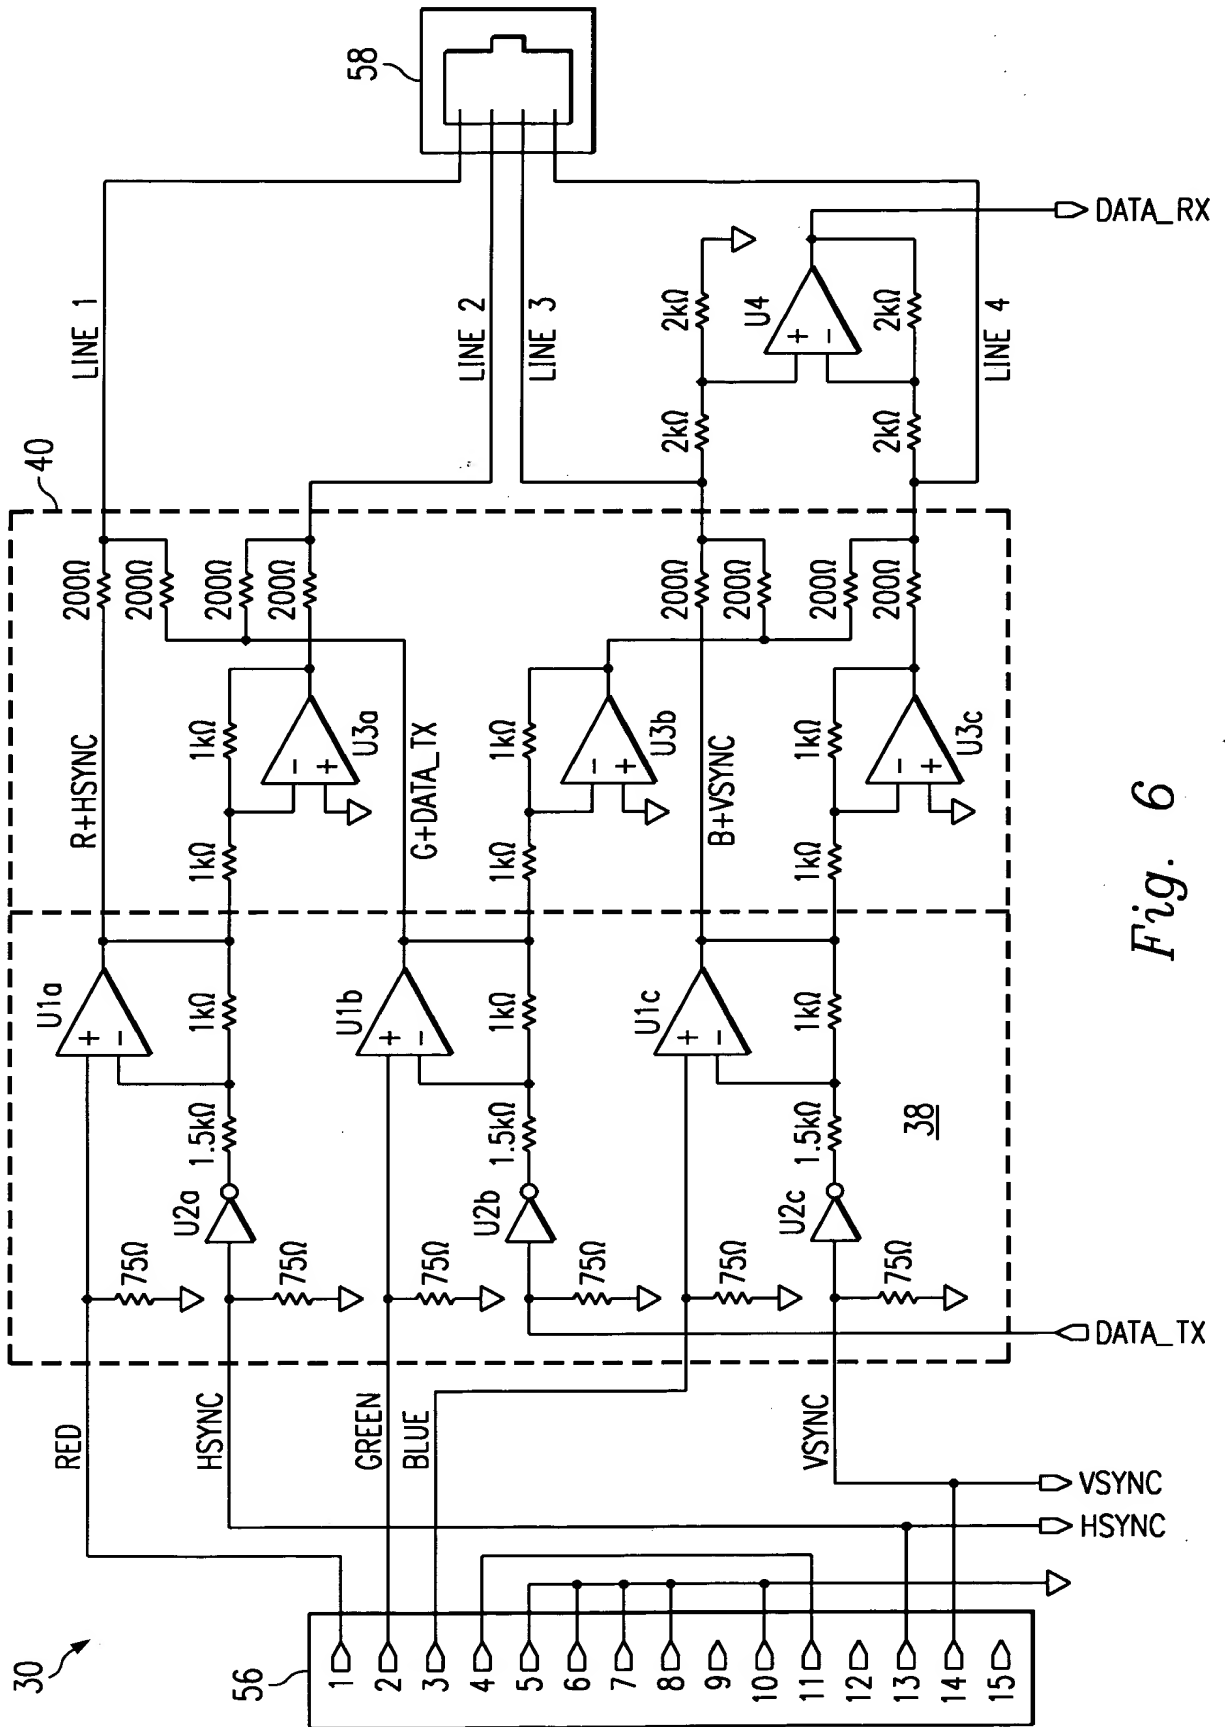 30
56
1
2
3
4
5
6
7
8
9
10
11
12
13
14
15
RED
HSYNC
GREEN
BLUE
VSYNC
VSYNC
HSYNC
DATA_TX
75Ω
75Ω
75Ω
75Ω
75Ω
75Ω
U2a
U2b
U2c
1.5kΩ
1.5kΩ
1.5kΩ
38
U1a
+
−
U1b
+
−
U1c
+
−
1kΩ
1kΩ
1kΩ
R+HSYNC
G+DATA_TX
B+VSYNC
1kΩ
1kΩ
1kΩ
1kΩ
1kΩ
1kΩ
−
+
U3a
−
+
U3b
−
+
U3c
200Ω
200Ω
200Ω
200Ω
200Ω
200Ω
200Ω
200Ω
40
LINE 1
LINE 2
LINE 3
LINE 4
2kΩ
2kΩ
2kΩ
2kΩ
U4
+
−
DATA_RX
58
Fig. 6